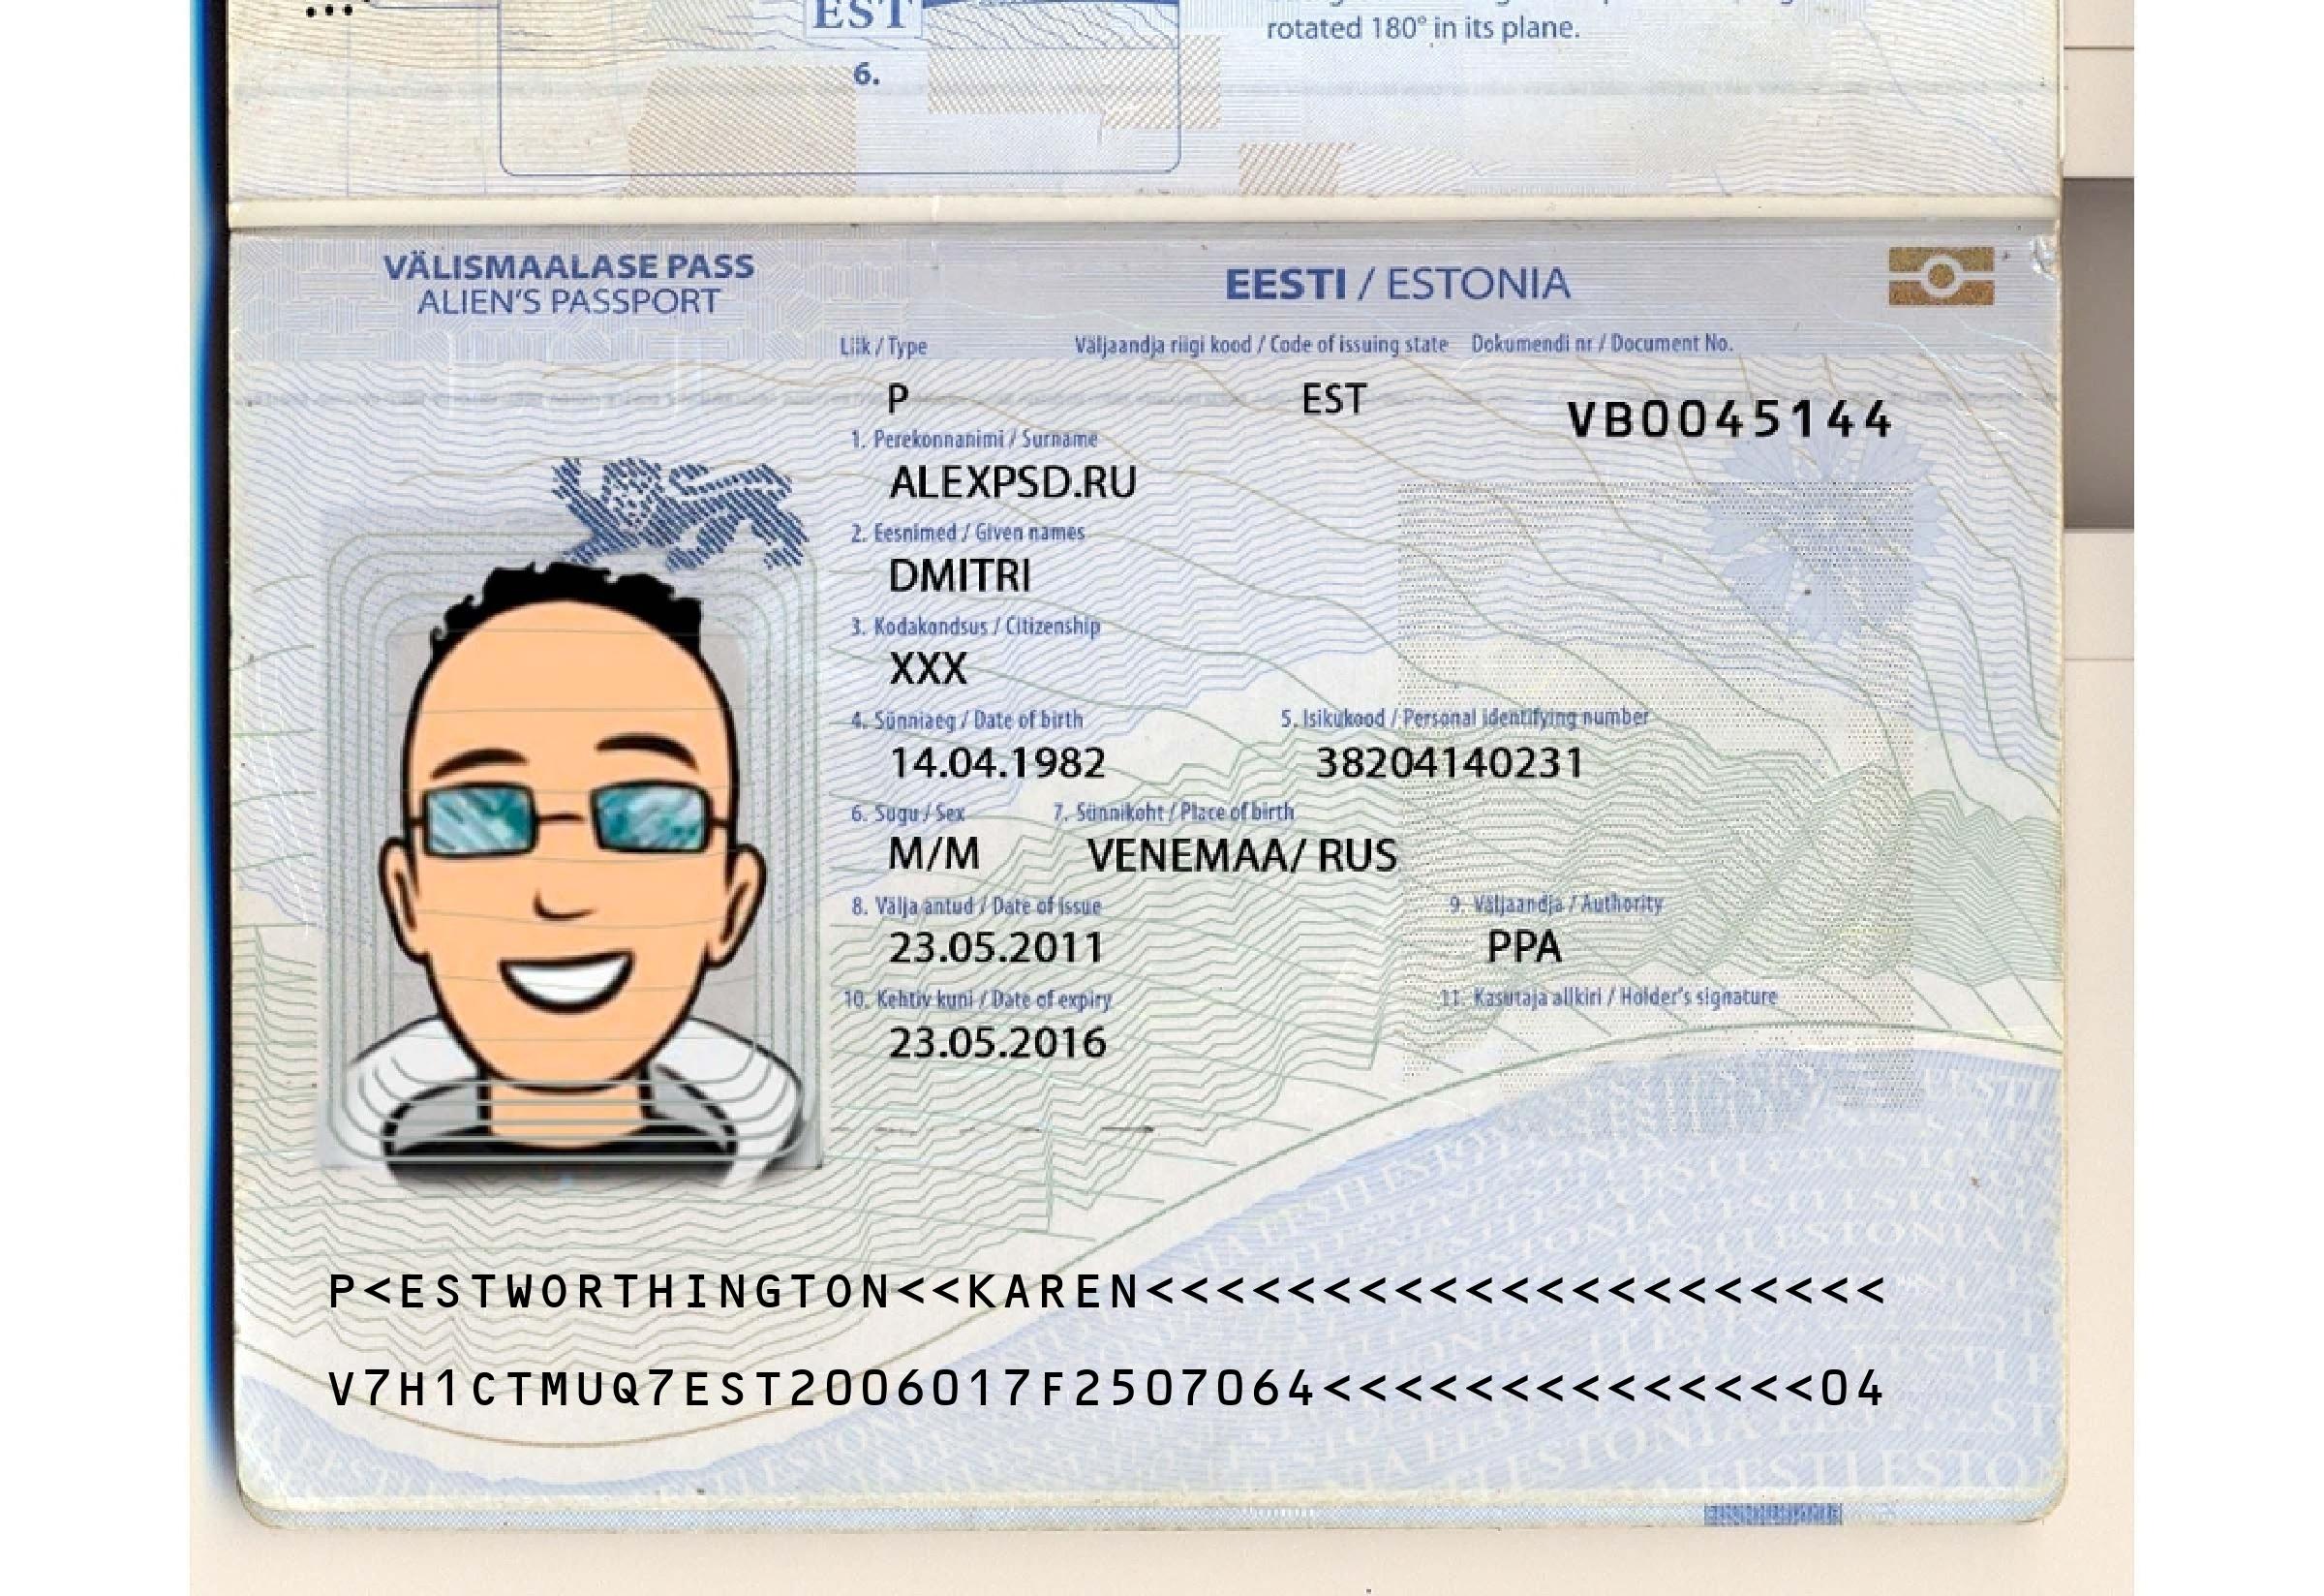 EST
rotated 180° in its plane.
6.
VÄLISMAALASE PASS
ALIEN'S PASSPORT
EESTI / ESTONIA
Liik / Type
Väljaandja riigi kood / Code of issuing state
Dokumendi nr / Document No.
P
EST
VB0045144
1. Perekonnanimi / Surname
ALEXPSD.RU
2. Eesnimed / Given names
DMITRI
3. Kodakondsus / Citizenship
XXX
4. Sünniaeg / Date of birth
5. Isikukood / Personal identifying number
14.04.1982
38204140231
6. Sugu / Sex
7. Sünnikoht / Place of birth
M/M
VENEMAA/ RUS
8. Välja antud / Date of issue
9. Väljaandja / Authority
23.05.2011
PPA
10. Kehtiv kuni / Date of expiry
11. Kasutaja allkiri / Holder's signature
23.05.2016
P<ESTWORTHINGTON<<KAREN<<<<<<<<<<<<<<<<<<<<<
V7H1CTMUQ7EST2006017F2507064<<<<<<<<<<<<<<04